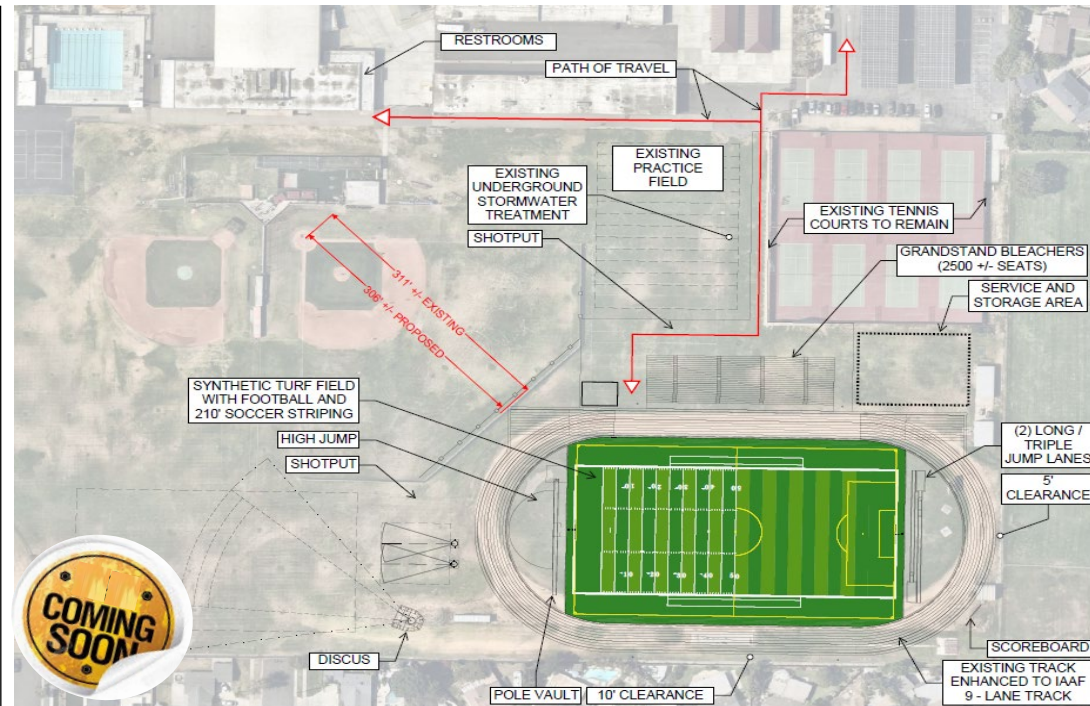 RESTROOMS
PATH OF TRAVEL
EXISTING
PRACTICE
FIELD
EXISTING
UNDERGROUND
STORMWATER
TREATMENT
SHOTPUT
EXISTING TENNIS
COURTS TO REMAIN
GRANDSTAND BLEACHERS
(2500 +/- SEATS)
SERVICE AND
STORAGE AREA
311' +/- EXISTING
306' +/- PROPOSED
SYNTHETIC TURF FIELD
WITH FOOTBALL AND
210' SOCCER STRIPING
HIGH JUMP
SHOTPUT
(2) LONG /
TRIPLE
JUMP LANES
5'
CLEARANCE
COMING
SOON
DISCUS
POLE VAULT
10' CLEARANCE
SCOREBOARD
EXISTING TRACK
ENHANCED TO IAAF
9 - LANE TRACK